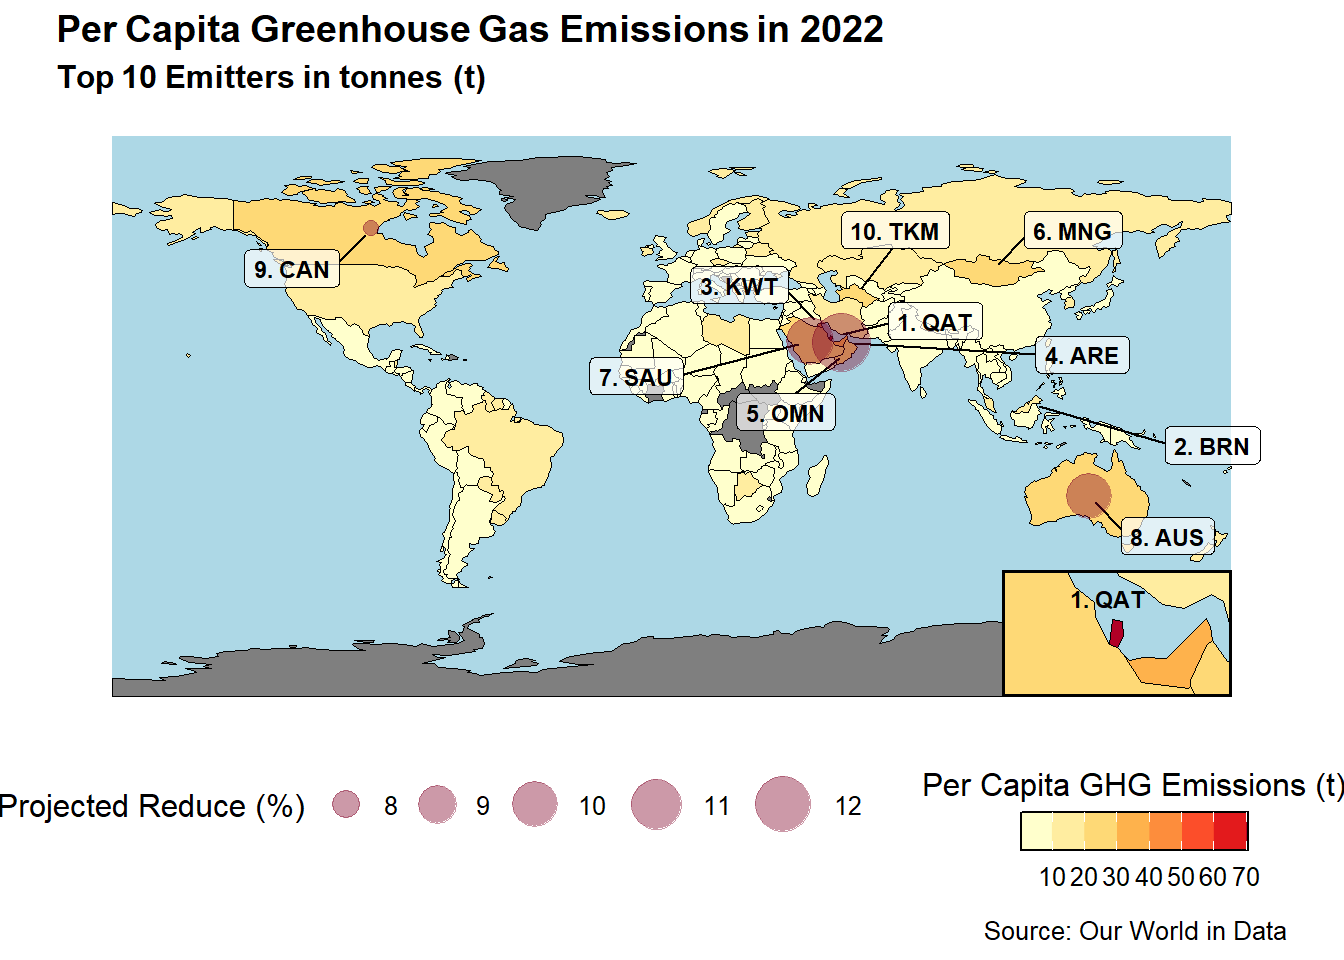 Per Capita Greenhouse Gas Emissions in 2022
Top 10 Emitters in tonnes (t)
10. TKM
6. MNG
9. CAN
3. KWT
1. QAT
4. ARE
7. SAU
5. OMN
2. BRN
8. AUS
1. QAT
Per Capita GHG Emissions (t)
Projected Reduce (%) 8 9 10 11 12
10 20 30 40 50 60 70
Source: Our World in Data